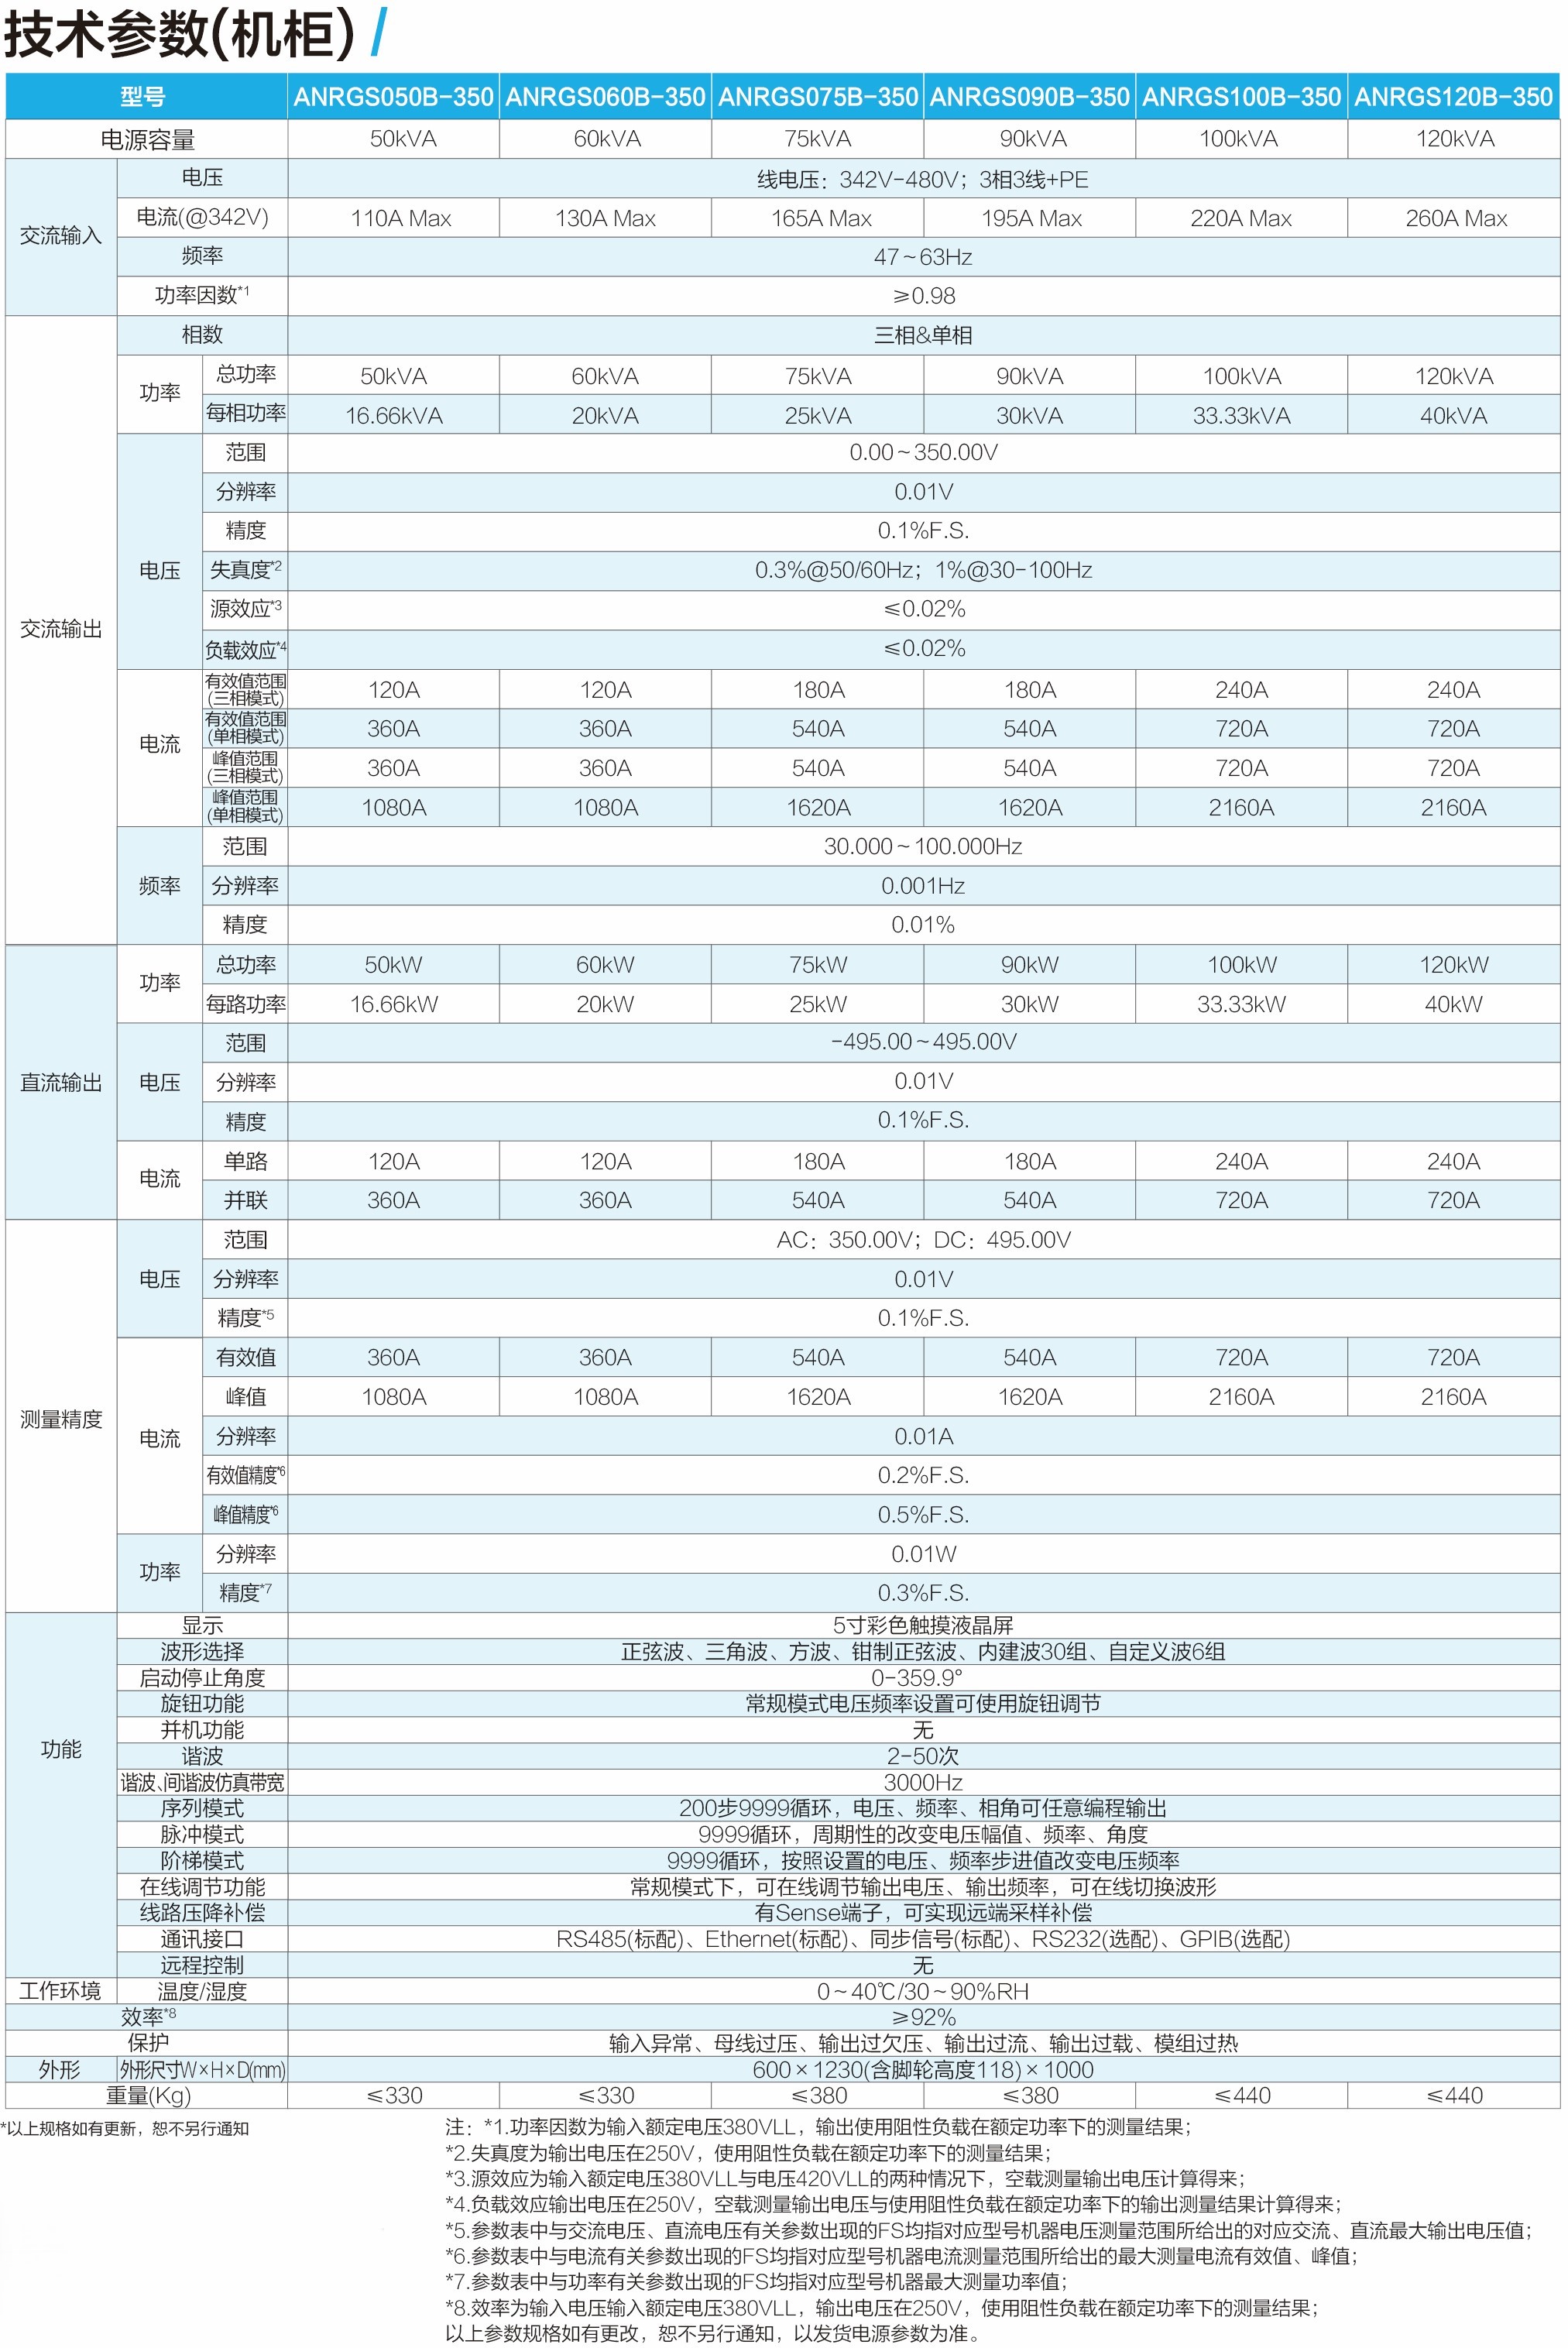 技术参数(机柜)
型号 ANRGS050B-350 ANRGS060B-350 ANRGS075B-350 ANRGS090B-350 ANRGS100B-350 ANRGS120B-350
电源容量 50kVA 60kVA 75kVA 90kVA 100kVA 120kVA
交流输入
电压 线电压：342V-480V；3相3线+PE
电流(@342V) 110A Max 130A Max 165A Max 195A Max 220A Max 260A Max
频率 47~63Hz
功率因数*1 ≥0.98
交流输出
相数 三相&单相
功率
总功率 50kVA 60kVA 75kVA 90kVA 100kVA 120kVA
每相功率 16.66kVA 20kVA 25kVA 30kVA 33.33kVA 40kVA
电压
范围 0.00~350.00V
分辨率 0.01V
精度 0.1%F.S.
失真度*2 0.3%@50/60Hz；1%@30-100Hz
源效应*3 ≤0.02%
负载效应*4 ≤0.02%
电流
有效值范围
(三相模式) 120A 120A 180A 180A 240A 240A
有效值范围
(单相模式) 360A 360A 540A 540A 720A 720A
峰值范围
(三相模式) 360A 360A 540A 540A 720A 720A
峰值范围
(单相模式) 1080A 1080A 1620A 1620A 2160A 2160A
频率
范围 30.000~100.000Hz
分辨率 0.001Hz
精度 0.01%
直流输出
功率
总功率 50kW 60kW 75kW 90kW 100kW 120kW
每路功率 16.66kW 20kW 25kW 30kW 33.33kW 40kW
电压
范围 -495.00~495.00V
分辨率 0.01V
精度 0.1%F.S.
电流
单路 120A 120A 180A 180A 240A 240A
并联 360A 360A 540A 540A 720A 720A
测量精度
电压
范围 AC：350.00V；DC：495.00V
分辨率 0.01V
精度*5 0.1%F.S.
电流
有效值 360A 360A 540A 540A 720A 720A
峰值 1080A 1080A 1620A 1620A 2160A 2160A
分辨率 0.01A
有效值精度*6 0.2%F.S.
峰值精度*6 0.5%F.S.
功率
分辨率 0.01W
精度*7 0.3%F.S.
功能
显示 5寸彩色触摸液晶屏
波形选择 正弦波、三角波、方波、钳制正弦波、内建波30组、自定义波6组
启动停止角度 0-359.9°
旋钮功能 常规模式电压频率设置可使用旋钮调节
并机功能 无
谐波 2-50次
谐波、间谐波仿真带宽 3000Hz
序列模式 200步9999循环，电压、频率、相角可任意编程输出
脉冲模式 9999循环，周期性的改变电压幅值、频率、角度
阶梯模式 9999循环，按照设置的电压、频率步进值改变电压频率
在线调节功能 常规模式下，可在线调节输出电压、输出频率，可在线切换波形
线路压降补偿 有Sense端子，可实现远端采样补偿
通讯接口 RS485(标配)、Ethernet(标配)、同步信号(标配)、RS232(选配)、GPIB(选配)
远程控制 无
工作环境 温度/湿度 0~40℃/30~90%RH
效率*8 ≥92%
保护 输入异常、母线过压、输出过欠压、输出过流、输出过载、模组过热
外形 外形尺寸W×H×D(mm) 600×1230(含脚轮高度118)×1000
重量(Kg) ≤330 ≤330 ≤380 ≤380 ≤440 ≤440
*以上规格如有更新，恕不另行通知
注：*1.功率因数为输入额定电压380VLL，输出使用阻性负载在额定功率下的测量结果；
*2.失真度为输出电压在250V，使用阻性负载在额定功率下的测量结果；
*3.源效应为输入额定电压380VLL与电压420VLL的两种情况下，空载测量输出电压计算得来；
*4.负载效应输出电压在250V，空载测量输出电压与使用阻性负载在额定功率下的输出测量结果计算得来；
*5.参数表中与交流电压、直流电压有关参数出现的FS均指对应型号机器电压测量范围所给出的对应交流、直流最大输出电压值；
*6.参数表中与电流有关参数出现的FS均指对应型号机器电流测量范围所给出的最大测量电流有效值、峰值；
*7.参数表中与功率有关参数出现的FS均指对应型号机器最大测量功率值；
*8.效率为输入电压输入额定电压380VLL，输出电压在250V，使用阻性负载在额定功率下的测量结果；
以上参数规格如有更改，恕不另行通知，以发货电源参数为准。